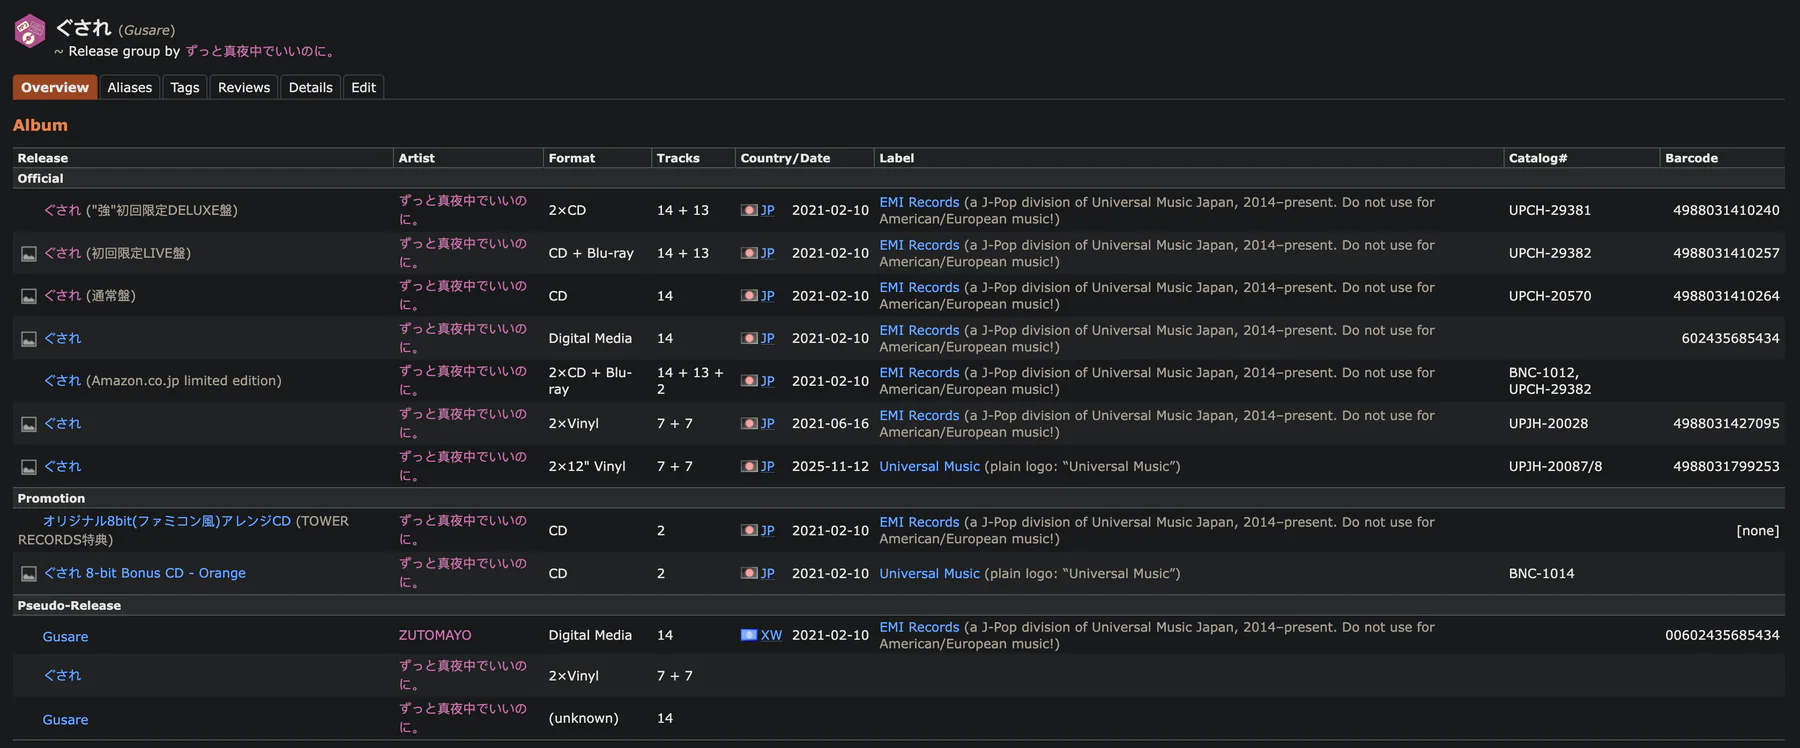 ぐされ (Gusare)
~ Release group by ずっと真夜中でいいのに。
Overview Aliases Tags Reviews Details Edit
Album
Release Artist Format Tracks Country/Date Label Catalog# Barcode
Official
ぐされ ("強"初回限定DELUXE盤) ずっと真夜中でいいの 2×CD 14 + 13 JP 2021-02-10 EMI Records (a J-Pop division of Universal Music Japan, 2014–present. Do not use for UPCH-29381 4988031410240
に。 American/European music!)
ぐされ (初回限定LIVE盤) ずっと真夜中でいいの CD + Blu-ray 14 + 13 JP 2021-02-10 EMI Records (a J-Pop division of Universal Music Japan, 2014–present. Do not use for UPCH-29382 4988031410257
に。 American/European music!)
ぐされ (通常盤) ずっと真夜中でいいの CD 14 JP 2021-02-10 EMI Records (a J-Pop division of Universal Music Japan, 2014–present. Do not use for UPCH-20570 4988031410264
に。 American/European music!)
ぐされ ずっと真夜中でいいの Digital Media 14 JP 2021-02-10 EMI Records (a J-Pop division of Universal Music Japan, 2014–present. Do not use for 602435685434
に。 American/European music!)
ぐされ (Amazon.co.jp limited edition) ずっと真夜中でいいの 2×CD + Blu- 14 + 13 + JP 2021-02-10 EMI Records (a J-Pop division of Universal Music Japan, 2014–present. Do not use for BNC-1012,
に。 ray 2 American/European music!) UPCH-29382
ぐされ ずっと真夜中でいいの 2×Vinyl 7 + 7 JP 2021-06-16 EMI Records (a J-Pop division of Universal Music Japan, 2014–present. Do not use for UPJH-20028 4988031427095
に。 American/European music!)
ぐされ ずっと真夜中でいいの 2×12" Vinyl 7 + 7 JP 2025-11-12 Universal Music (plain logo: “Universal Music”) UPJH-20087/8 4988031799253
に。
Promotion
オリジナル8bit(ファミコン風)アレンジCD (TOWER ずっと真夜中でいいの CD 2 JP 2021-02-10 EMI Records (a J-Pop division of Universal Music Japan, 2014–present. Do not use for [none]
RECORDS特典) に。 American/European music!)
ぐされ 8-bit Bonus CD - Orange ずっと真夜中でいいの CD 2 JP 2021-02-10 Universal Music (plain logo: “Universal Music”) BNC-1014
に。
Pseudo-Release
Gusare ZUTOMAYO Digital Media 14 XW 2021-02-10 EMI Records (a J-Pop division of Universal Music Japan, 2014–present. Do not use for 00602435685434
American/European music!)
ぐされ ずっと真夜中でいいの 2×Vinyl 7 + 7
に。
Gusare ずっと真夜中でいいの (unknown) 14
に。